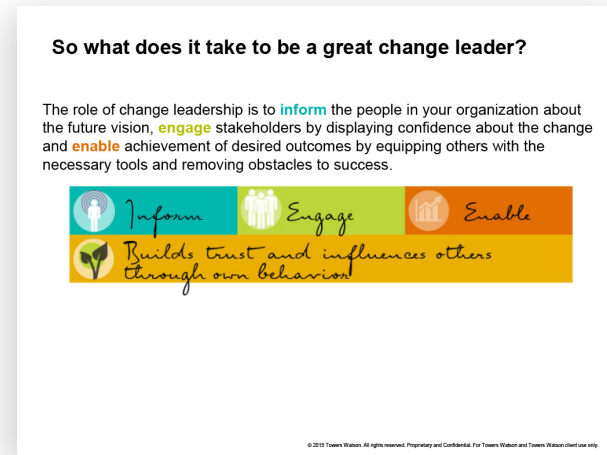 So what does it take to be a great change leader?
The role of change leadership is to inform the people in your organization about
the future vision, engage stakeholders by displaying confidence about the change
and enable achievement of desired outcomes by equipping others with the
necessary tools and removing obstacles to success.
Inform
Engage
Enable
Builds trust and influences others
through own behavior
© 2015 Towers Watson. All rights reserved. Proprietary and Confidential. For Towers Watson and Towers Watson client use only.